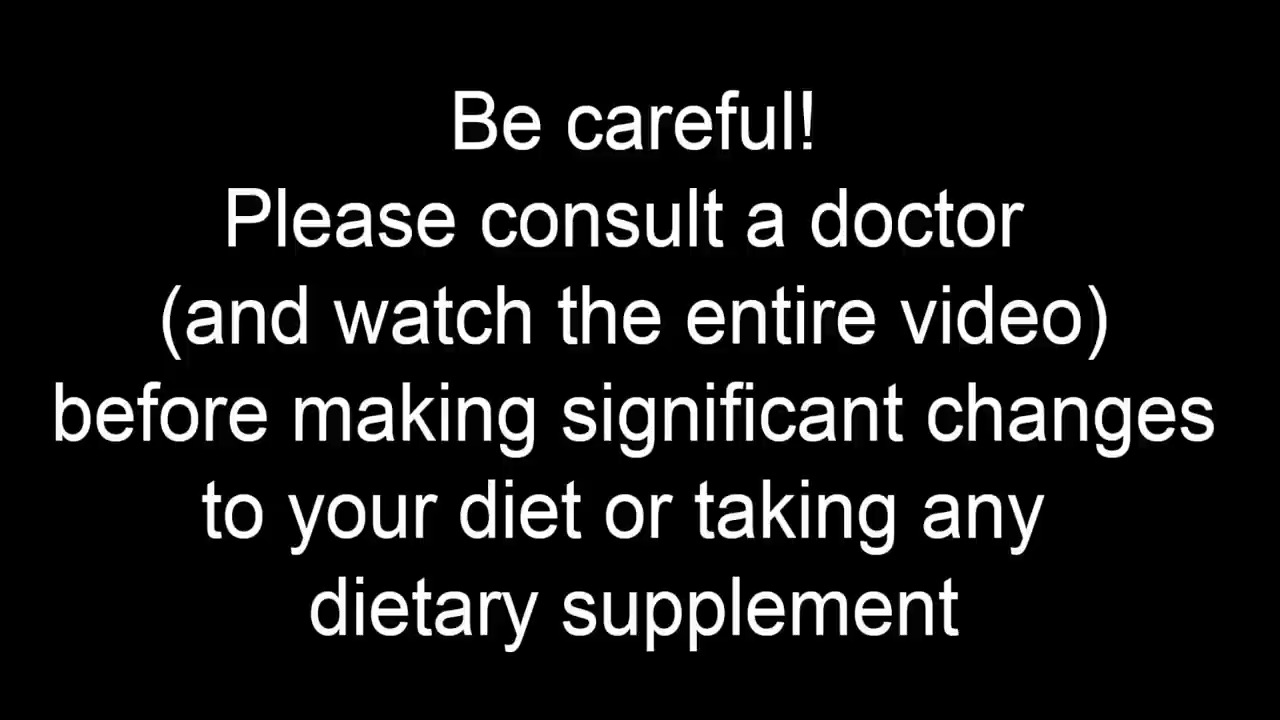 Be careful!
Please consult a doctor
(and watch the entire video)
before making significant changes
to your diet or taking any
dietary supplement